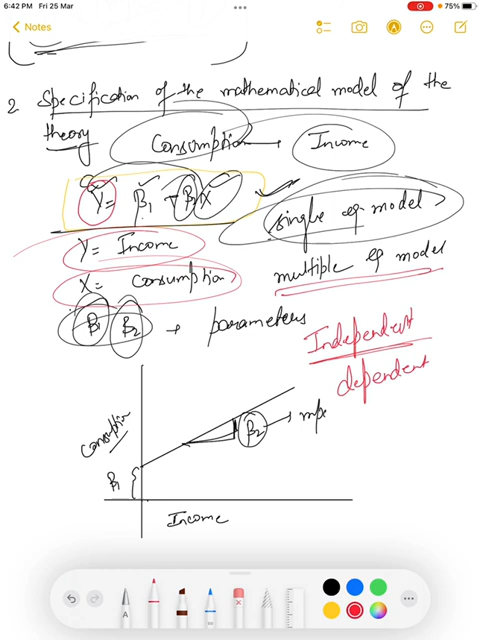 6:42 PM Fri 25 Mar
75%
Notes
2 Specification of the mathematical model of the
theory Consumption Income
Y = β1 + β2 X
single eq model
Y = Income
X = Consumption
multiple eq model
β1 β2 → parameters
Independent
dependent
Consumption
β2 → mpc
β1
Income
A